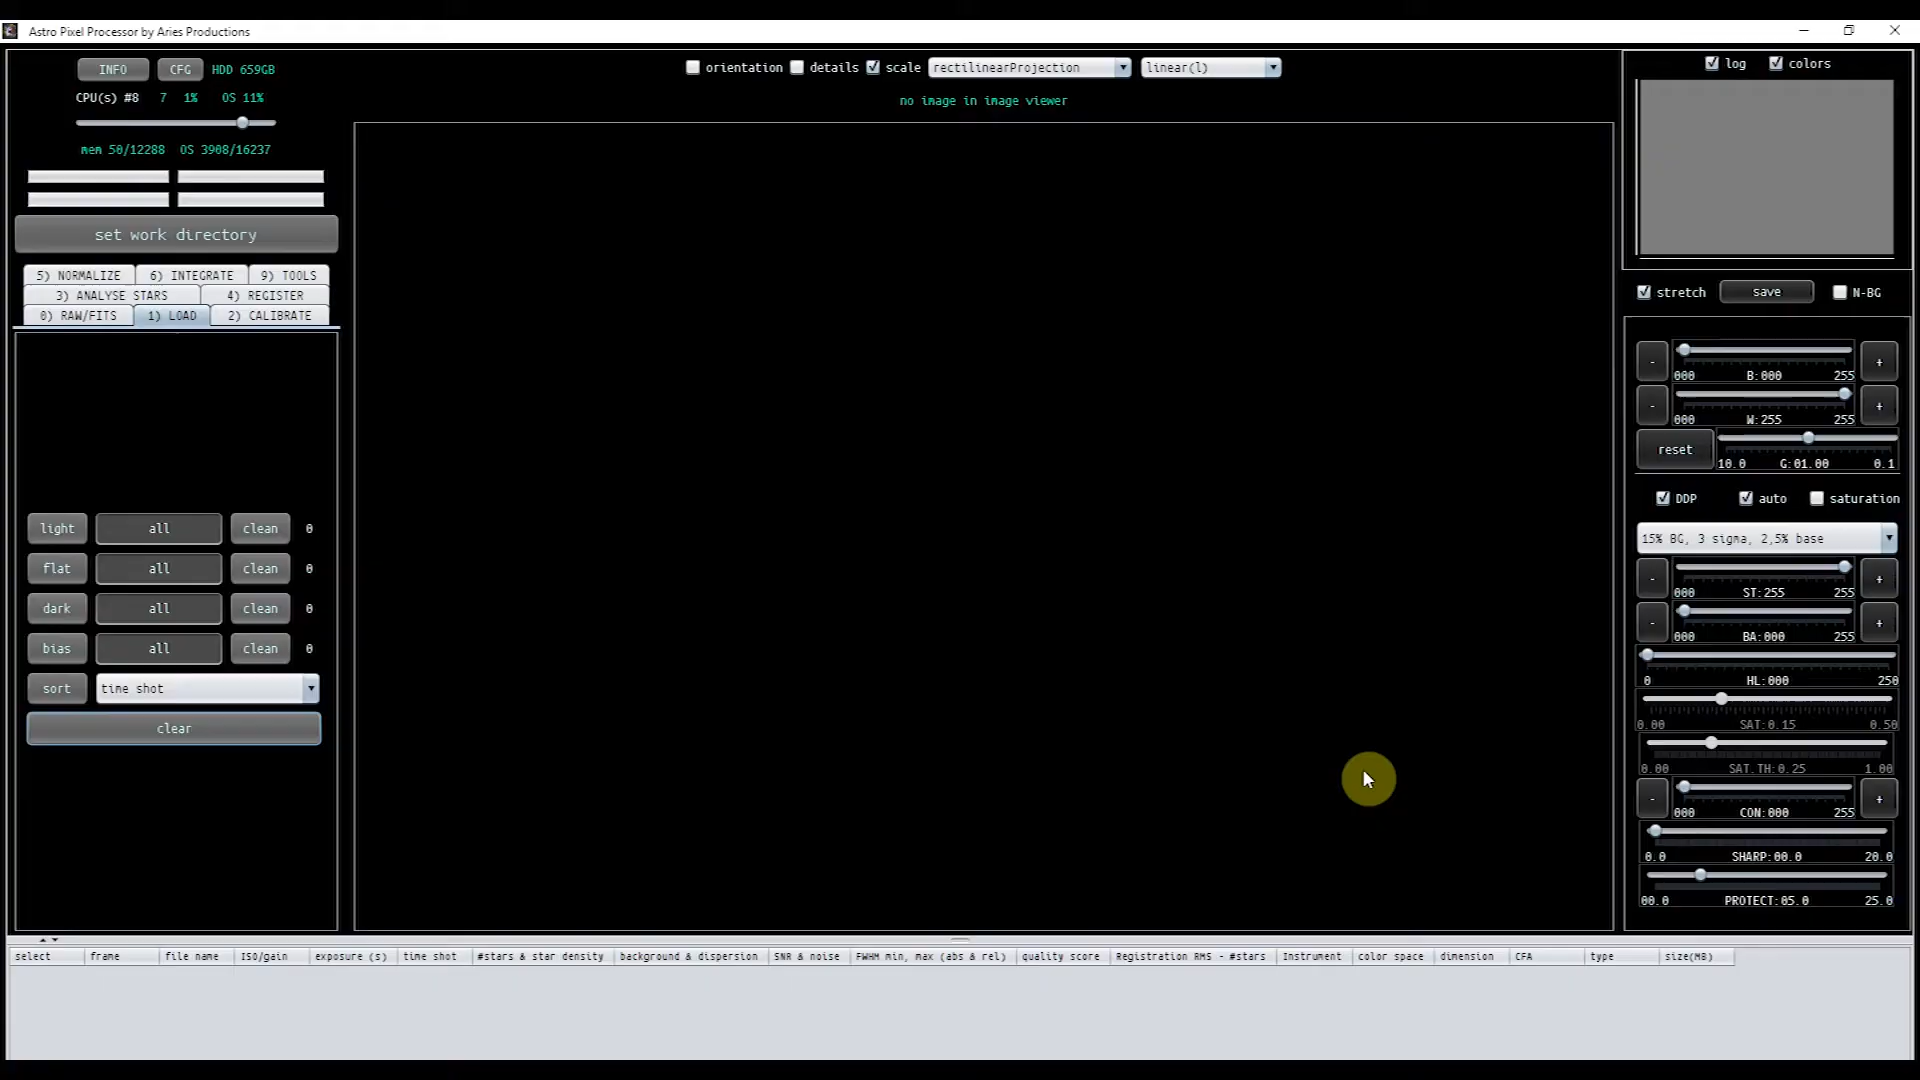 Astro Pixel Processor by Aries Productions
INFO CFG HDD 659GB
CPU(s) #8 7 1% OS 11%
mem 50/12288 OS 3908/16237
set work directory
5) NORMALIZE 6) INTEGRATE 9) TOOLS
3) ANALYSE STARS 4) REGISTER
0) RAW/FITS 1) LOAD 2) CALIBRATE
light all clean 0
flat all clean 0
dark all clean 0
bias all clean 0
sort time shot
clear
orientation details scale rectilinearProjection linear(l)
no image in image viewer
log colors
stretch save N-BG
- 000 B:000 255 +
- 000 W:255 255 +
reset 10.0 G:01.00 0.1
DDP auto saturation
15% BG, 3 sigma, 2,5% base
- 000 ST:255 255 +
- 000 BA:000 255 +
0 HL:000 250
0.00 SAT:0.15 0.50
0.00 SAT.TH:0.25 1.00
- 000 CON:000 255 +
0.0 SHARP:00.0 20.0
00.0 PROTECT:05.0 25.0
select frame file name ISO/gain exposure (s) time shot #stars & star density background & dispersion SNR & noise FWHM min, max (abs & rel) quality score Registration RMS - #stars Instrument color space dimension CFA type size(MB)